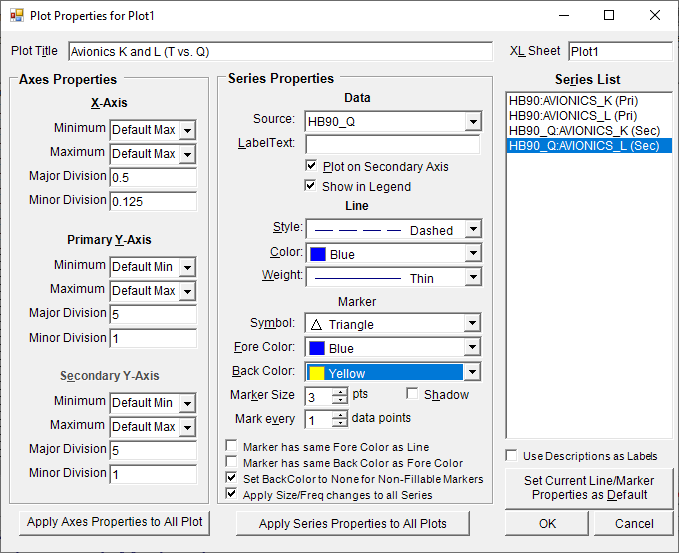 Plot Properties for Plot1
Plot Title Avionics K and L (T vs. Q) XL Sheet Plot1
Axes Properties
X-Axis
Minimum Default Max
Maximum Default Max
Major Division 0.5
Minor Division 0.125
Primary Y-Axis
Minimum Default Min
Maximum Default Max
Major Division 5
Minor Division 1
Secondary Y-Axis
Minimum Default Min
Maximum Default Max
Major Division 5
Minor Division 1
Apply Axes Properties to All Plot
Series Properties
Data
Source: HB90_Q
LabelText:
Plot on Secondary Axis
Show in Legend
Line
Style: Dashed
Color: Blue
Weight: Thin
Marker
Symbol: Triangle
Fore Color: Blue
Back Color: Yellow
Marker Size 3 pts Shadow
Mark every 1 data points
Marker has same Fore Color as Line
Marker has same Back Color as Fore Color
Set BackColor to None for Non-Fillable Markers
Apply Size/Freq changes to all Series
Apply Series Properties to All Plots
Series List
HB90:AVIONICS_K (Pri)
HB90:AVIONICS_L (Pri)
HB90_Q:AVIONICS_K (Sec)
HB90_Q:AVIONICS_L (Sec)
Use Descriptions as Labels
Set Current Line/Marker
Properties as Default
OK Cancel